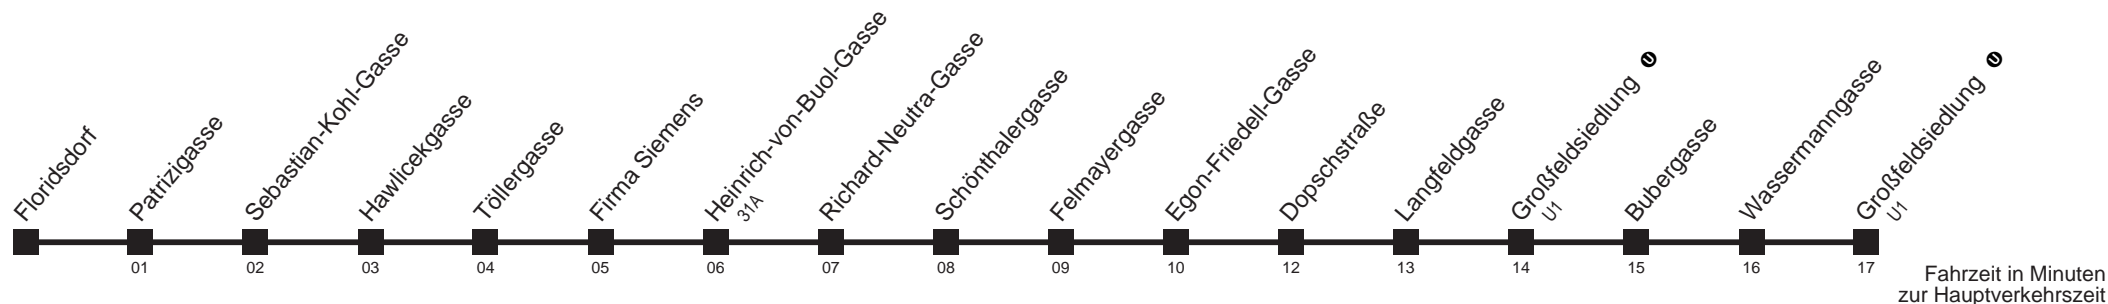 Floridsdorf
Patrizigasse
Sebastian-Kohl-Gasse
Hawlicekgasse
Töllergasse
Firma Siemens
Heinrich-von-Buol-Gasse
31A
Richard-Neutra-Gasse
Schönthalergasse
Felmayergasse
Egon-Friedell-Gasse
Dopschstraße
Langfeldgasse
Großfeldsiedlung U
U1
Bubergasse
Wassermanngasse
Großfeldsiedlung U
U1
01 02 03 04 05 06 07 08 09 10 12 13 14 15 16 17
Fahrzeit in Minuten
zur Hauptverkehrszeit